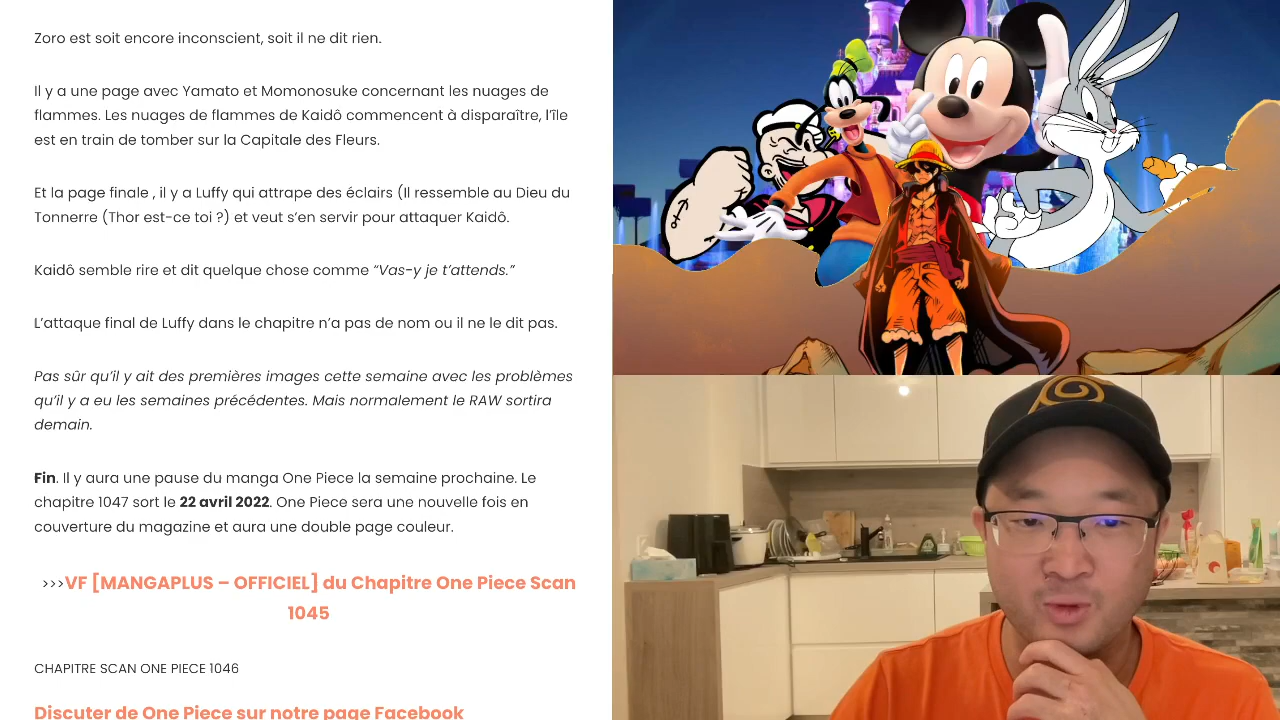 Zoro est soit encore inconscient, soit il ne dit rien.
Il y a une page avec Yamato et Momonosuke concernant les nuages de
flammes. Les nuages de flammes de Kaidô commencent à disparaître, l’île
est en train de tomber sur la Capitale des Fleurs.
Et la page finale , il y a Luffy qui attrape des éclairs (Il ressemble au Dieu du
Tonnerre (Thor est-ce toi ?) et veut s’en servir pour attaquer Kaidô.
Kaidô semble rire et dit quelque chose comme “Vas-y je t’attends.”
L’attaque final de Luffy dans le chapitre n’a pas de nom ou il ne le dit pas.
Pas sûr qu’il y ait des premières images cette semaine avec les problèmes
qu’il y a eu les semaines précédentes. Mais normalement le RAW sortira
demain.
Fin. Il y aura une pause du manga One Piece la semaine prochaine. Le
chapitre 1047 sort le 22 avril 2022. One Piece sera une nouvelle fois en
couverture du magazine et aura une double page couleur.
>>>VF [MANGAPLUS – OFFICIEL] du Chapitre One Piece Scan
1045
CHAPITRE SCAN ONE PIECE 1046
Discuter de One Piece sur notre page Facebook